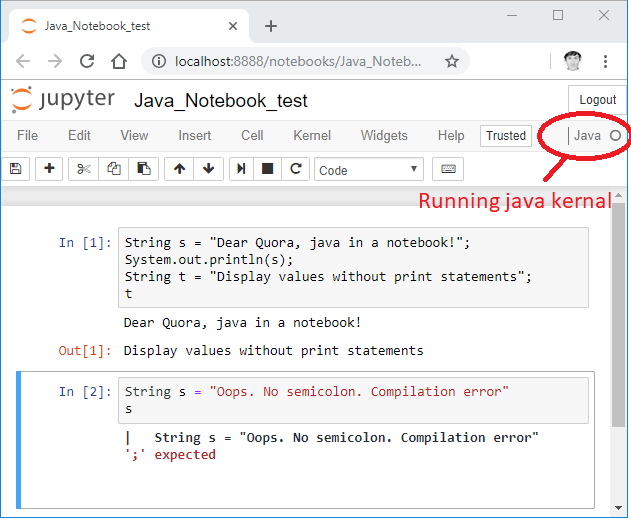 Java_Notebook_test
localhost:8888/notebooks/Java_Noteb...
jupyter Java_Notebook_test Logout
File Edit View Insert Cell Kernel Widgets Help Trusted Java
Code
Running java kernal
In [1]: String s = "Dear Quora, java in a notebook!";
System.out.println(s);
String t = "Display values without print statements";
t
Dear Quora, java in a notebook!
Out[1]: Display values without print statements
In [2]: String s = "Oops. No semicolon. Compilation error"
s
| String s = "Oops. No semicolon. Compilation error"
';' expected